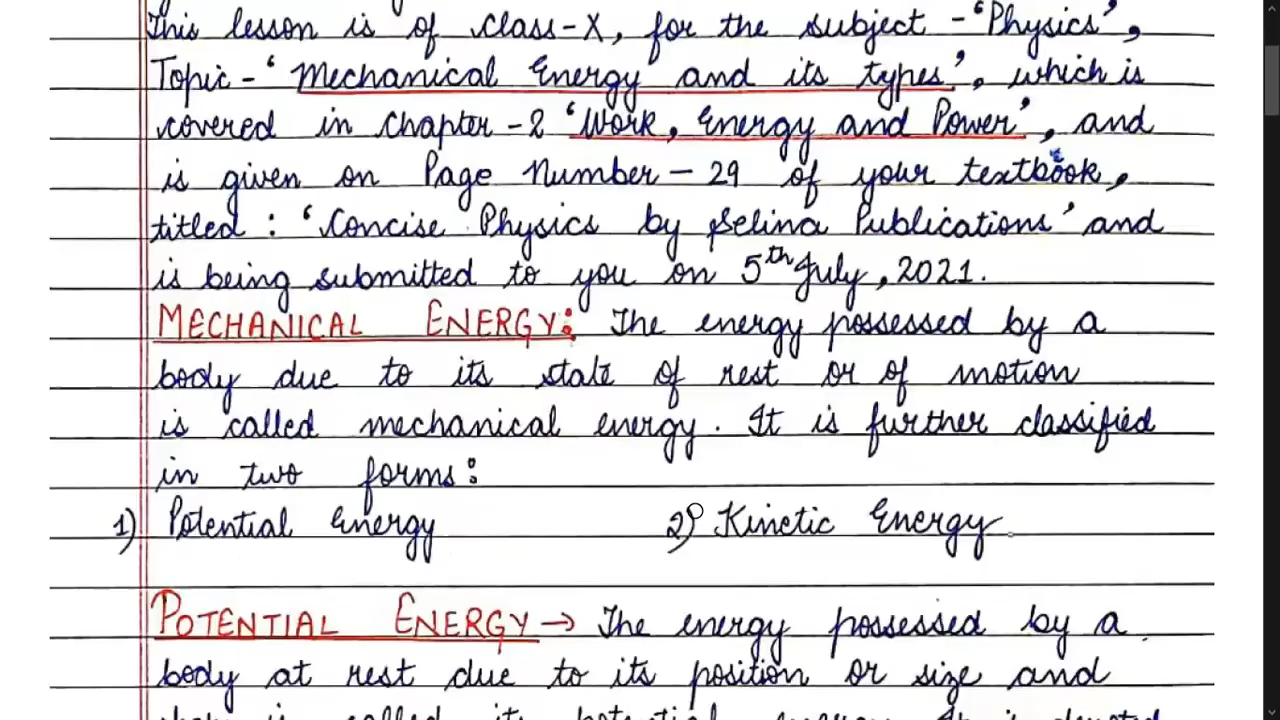 This lesson is of class-X, for the subject - 'Physics',
Topic - 'Mechanical Energy and its types', which is
covered in Chapter-2 'Work, Energy and Power', and
is given on Page Number - 29 of your textbook,
titled : 'Concise Physics by Selina Publications' and
is being submitted to you on 5th July, 2021.
MECHANICAL ENERGY: The energy possessed by a
body due to its state of rest or of motion
is called mechanical energy. It is further classified
in two forms:
1) Potential Energy 2) Kinetic Energy
POTENTIAL ENERGY → The energy possessed by a
body at rest due to its position or size and